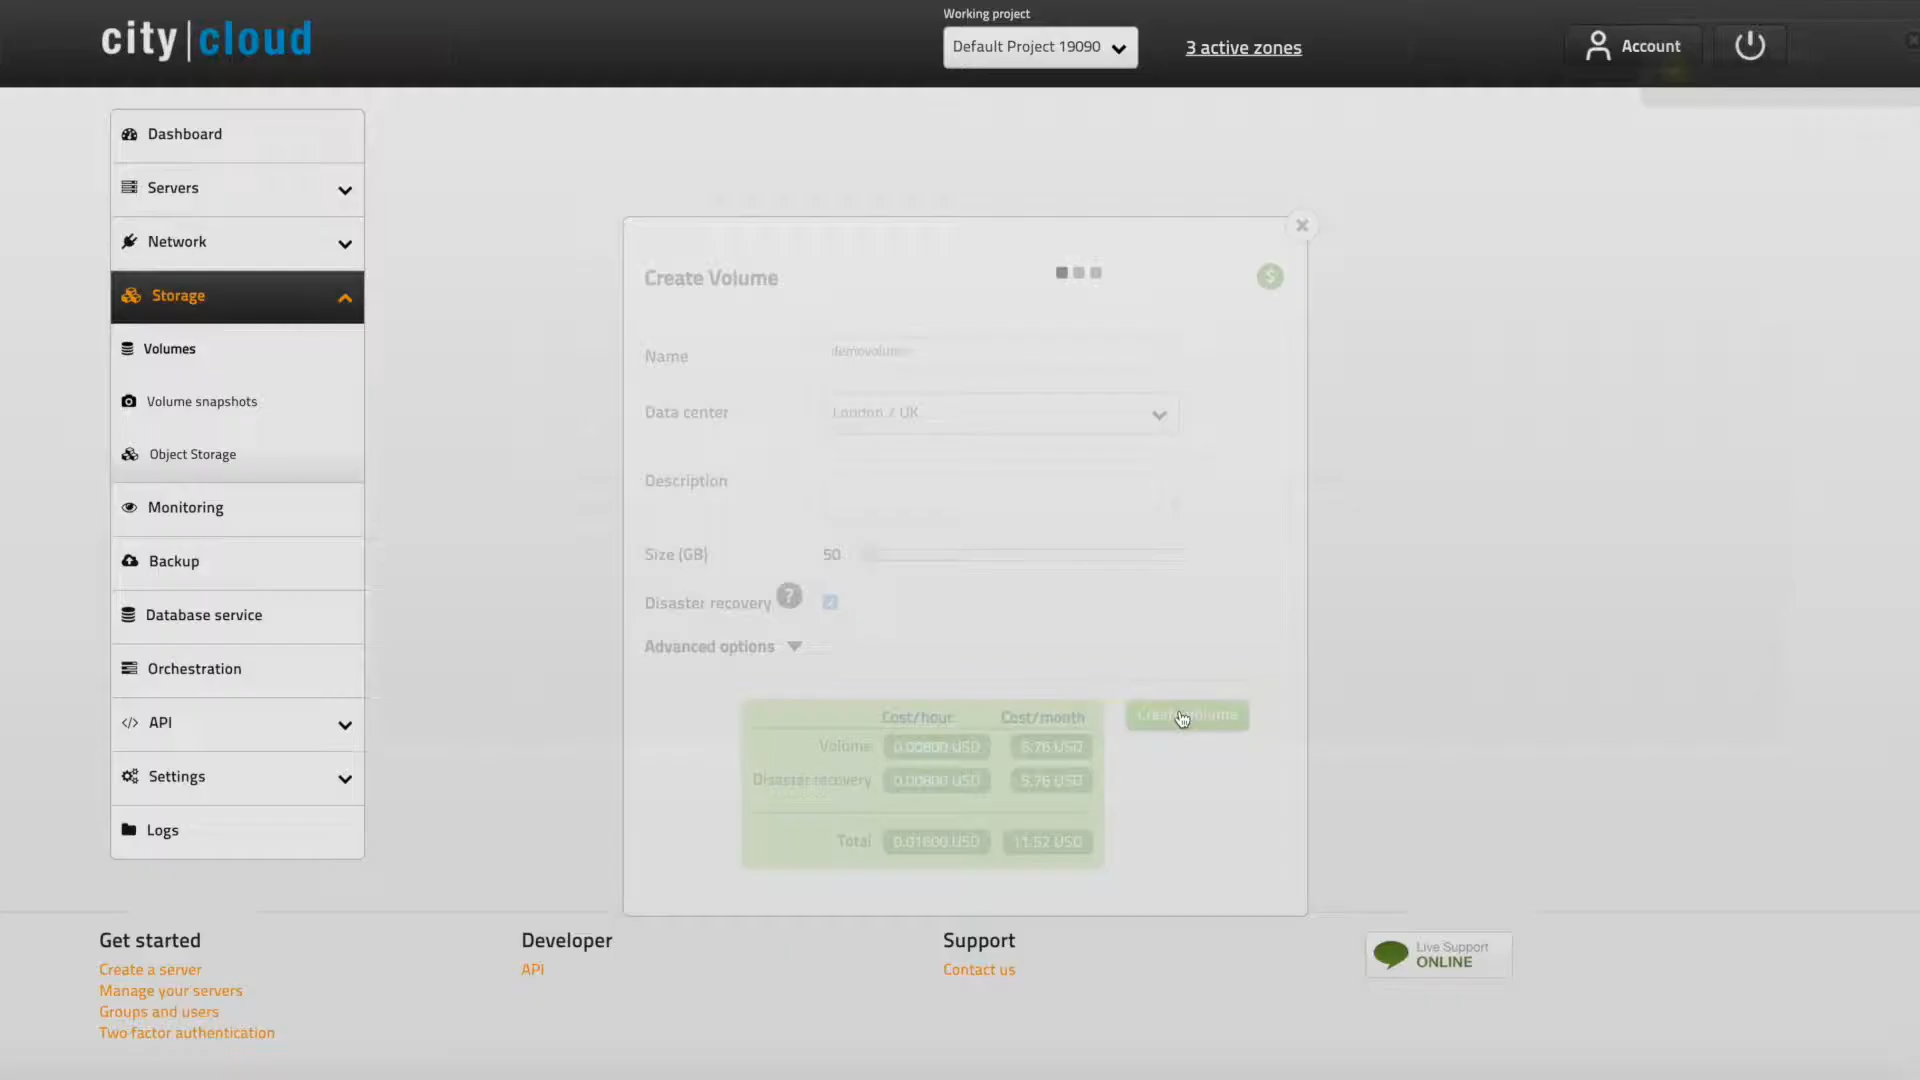 city|cloud
Working project
Default Project 19090
3 active zones
Account
Dashboard
Servers
Network
Storage
Volumes
Volume snapshots
Object Storage
Monitoring
Backup
Database service
Orchestration
</> API
Settings
Logs
Create Volume
$
Name demovolume
Data center London / UK
Description
Size (GB) 50
Disaster recovery ?
Advanced options
Cost/hour Cost/month
Volume 0.00800 USD 5.76 USD
Disaster recovery 0.00800 USD 5.76 USD
Total 0.01600 USD 11.52 USD
Create volume
Get started
Create a server
Manage your servers
Groups and users
Two factor authentication
Developer
API
Support
Contact us
Live Support
ONLINE